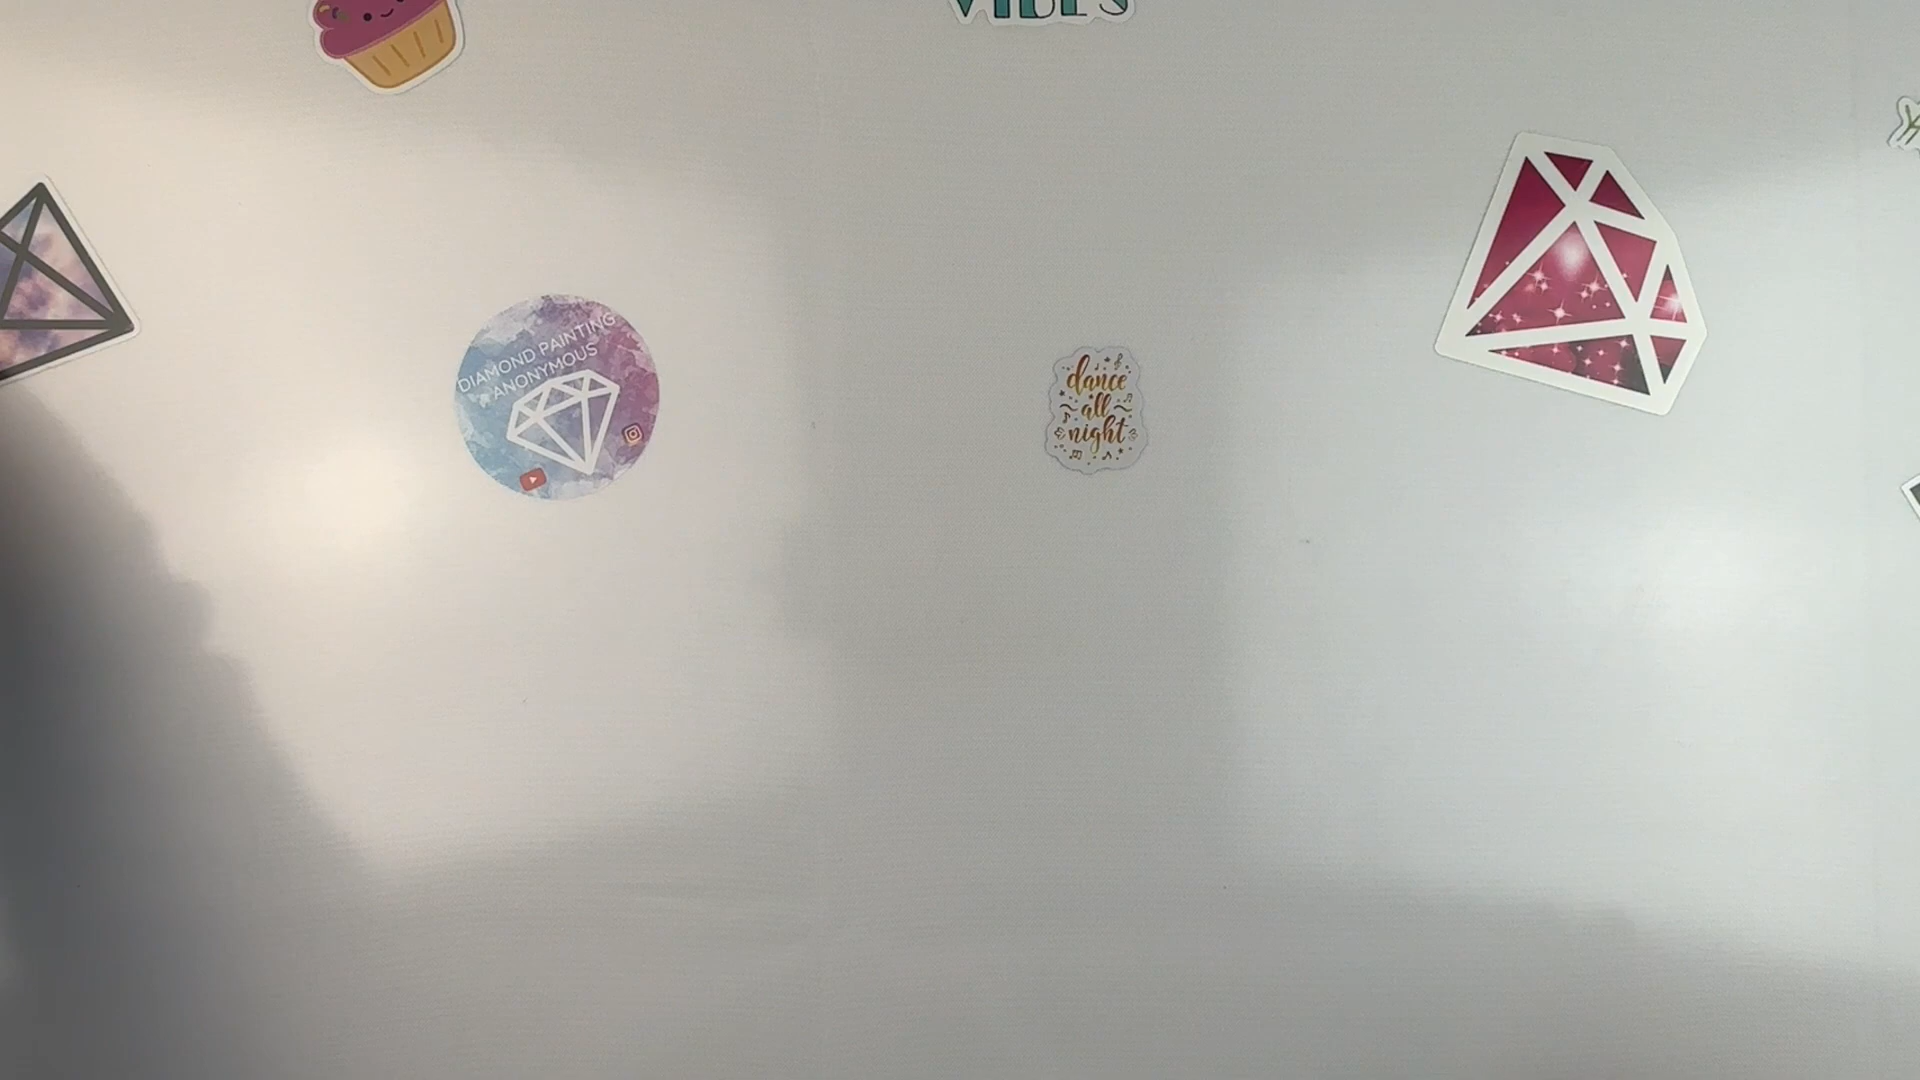 VIBES
DIAMOND PAINTING
ANONYMOUS
dance
all
night